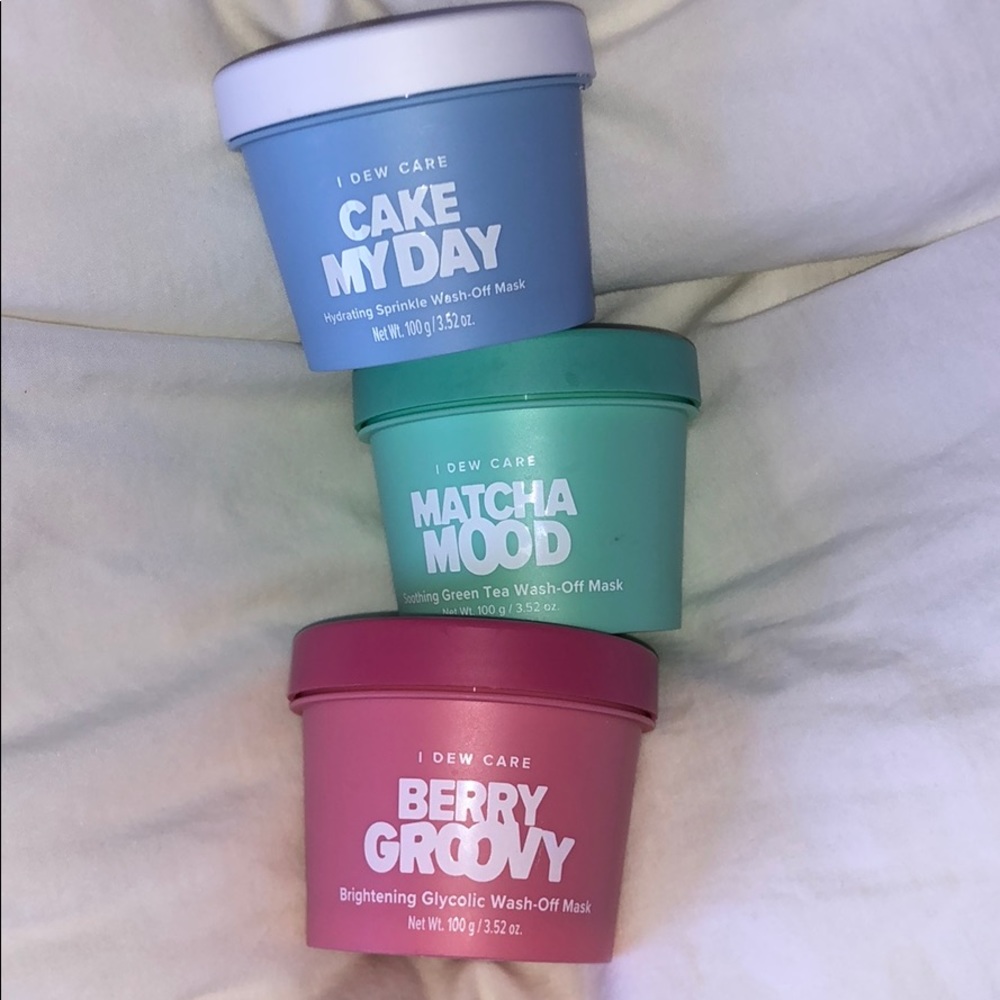 I DEW CARE
CAKE
MY DAY
Hydrating Sprinkle Wash-Off Mask
Net Wt. 100 g / 3.52 oz.
I DEW CARE
MATCHA
MOOD
Soothing Green Tea Wash-Off Mask
Net Wt. 100 g / 3.52 oz.
I DEW CARE
BERRY
GROOVY
Brightening Glycolic Wash-Off Mask
Net Wt. 100 g / 3.52 oz.